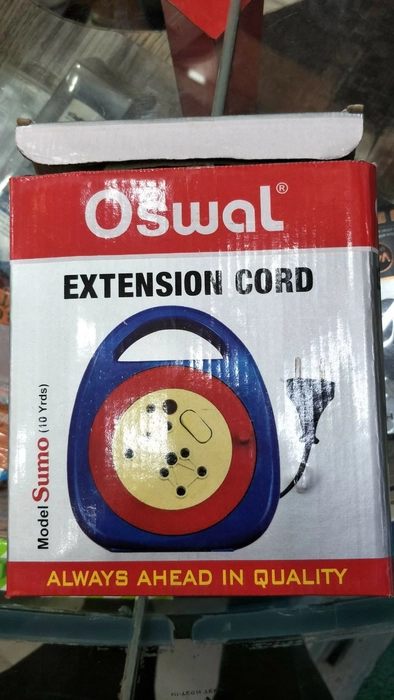 Oswal®
EXTENSION CORD
Model Sumo (10 Yrds)
ALWAYS AHEAD IN QUALITY